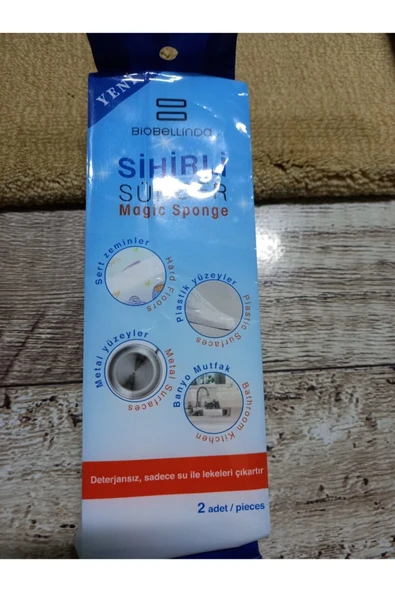 YENİ
BIOBELLINDA
SİHİRLİ
Magic Sponge
Sert zeminler
Hard Floors
Plastik yüzeyler
Plastic Surfaces
Metal yüzeyler
Metal Surfaces
Banyo Mutfak
Bathroom Kitchen
Deterjansız, sadece su ile lekeleri çıkartır
2 adet / pieces